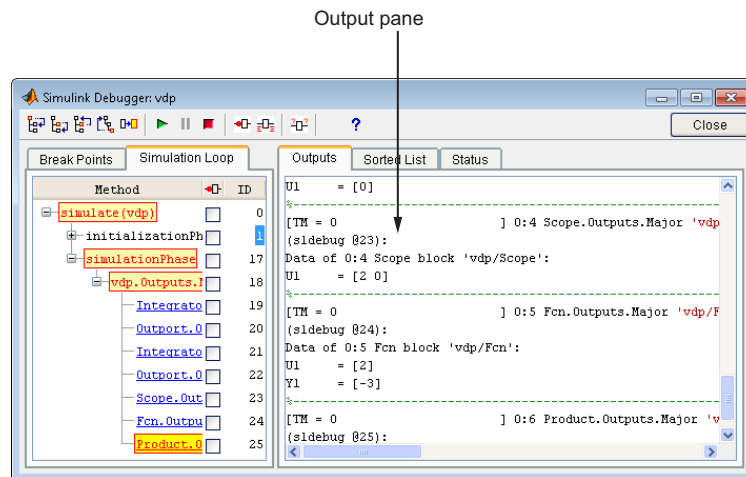 Output pane
Simulink Debugger: vdp
Close
Break Points
Simulation Loop
Outputs
Sorted List
Status
Method ID
simulate(vdp) 0
initializationPh 1
simulationPhase 17
vdp.Outputs. 18
Integrato 19
Outport.O 20
Integrato 21
Outport.O 22
Scope.Out 23
Fcn.Outpu 24
Product.O 25
U1 = [0]
%----------------------------------------------------------------
[TM = 0 ] 0:4 Scope.Outputs.Major 'vdp
(sldebug @23):
Data of 0:4 Scope block 'vdp/Scope':
U1 = [2 0]
%----------------------------------------------------------------
[TM = 0 ] 0:5 Fcn.Outputs.Major 'vdp/F
(sldebug @24):
Data of 0:5 Fcn block 'vdp/Fcn':
U1 = [2]
Y1 = [-3]
%----------------------------------------------------------------
[TM = 0 ] 0:6 Product.Outputs.Major 'v
(sldebug @25):